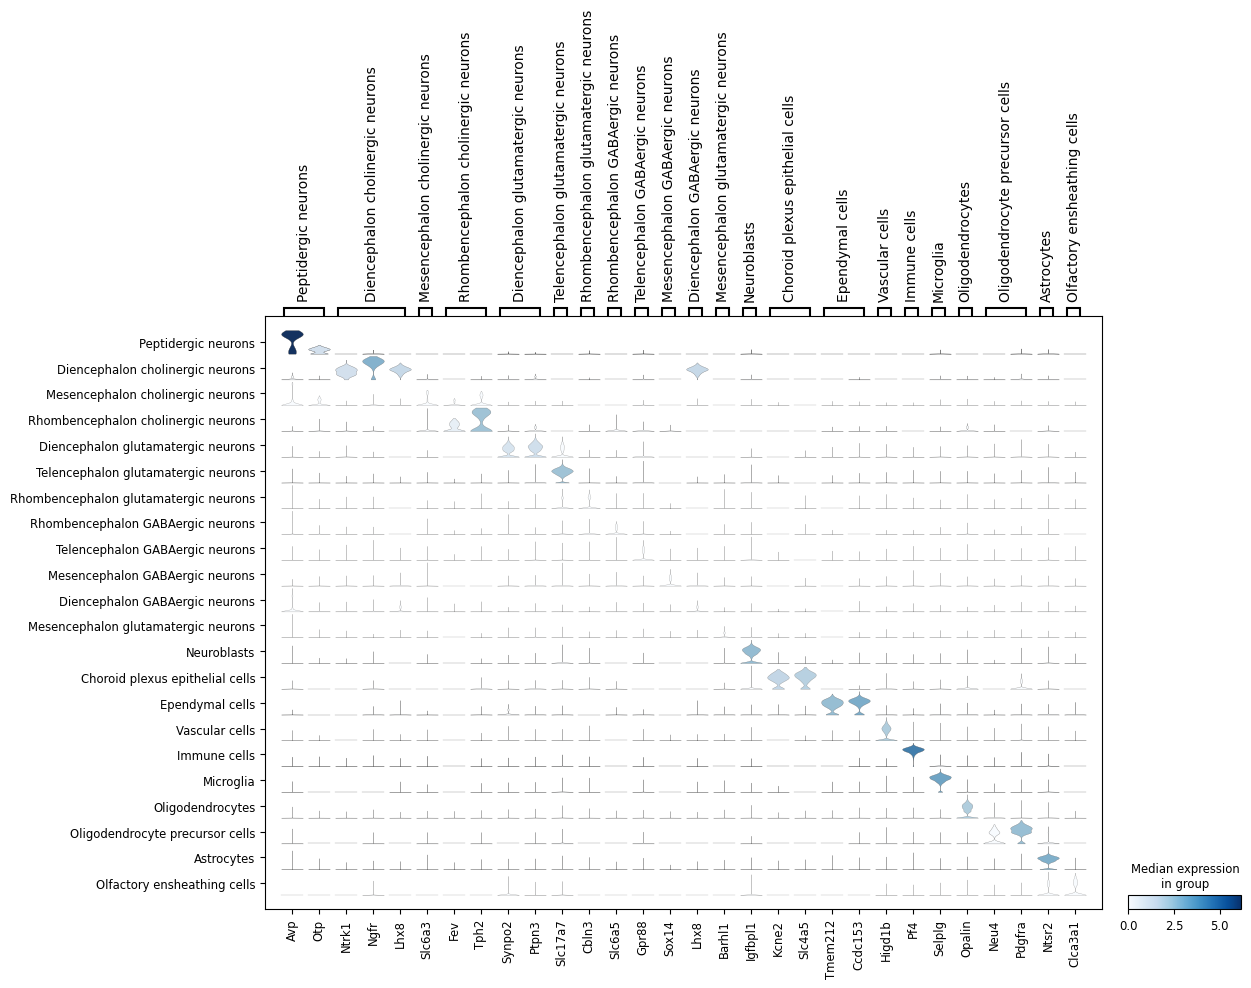 Peptidergic neurons
Diencephalon cholinergic neurons
Mesencephalon cholinergic neurons
Rhombencephalon cholinergic neurons
Diencephalon glutamatergic neurons
Telencephalon glutamatergic neurons
Rhombencephalon glutamatergic neurons
Rhombencephalon GABAergic neurons
Telencephalon GABAergic neurons
Mesencephalon GABAergic neurons
Diencephalon GABAergic neurons
Mesencephalon glutamatergic neurons
Neuroblasts
Choroid plexus epithelial cells
Ependymal cells
Vascular cells
Immune cells
Microglia
Oligodendrocytes
Oligodendrocyte precursor cells
Astrocytes
Olfactory ensheathing cells
Peptidergic neurons
Diencephalon cholinergic neurons
Mesencephalon cholinergic neurons
Rhombencephalon cholinergic neurons
Diencephalon glutamatergic neurons
Telencephalon glutamatergic neurons
Rhombencephalon glutamatergic neurons
Rhombencephalon GABAergic neurons
Telencephalon GABAergic neurons
Mesencephalon GABAergic neurons
Diencephalon GABAergic neurons
Mesencephalon glutamatergic neurons
Neuroblasts
Choroid plexus epithelial cells
Ependymal cells
Vascular cells
Immune cells
Microglia
Oligodendrocytes
Oligodendrocyte precursor cells
Astrocytes
Olfactory ensheathing cells
Avp
Otp
Ntrk1
Ngfr
Lhx8
Slc6a3
Fev
Tph2
Synpo2
Ptpn3
Slc17a7
Cbln3
Slc6a5
Gpr88
Sox14
Lhx8
Barhl1
Igfbpl1
Kcne2
Slc4a5
Tmem212
Ccdc153
Higd1b
Pf4
Selplg
Opalin
Neu4
Pdgfra
Ntsr2
Clca3a1
Median expression
in group
0.0 2.5 5.0